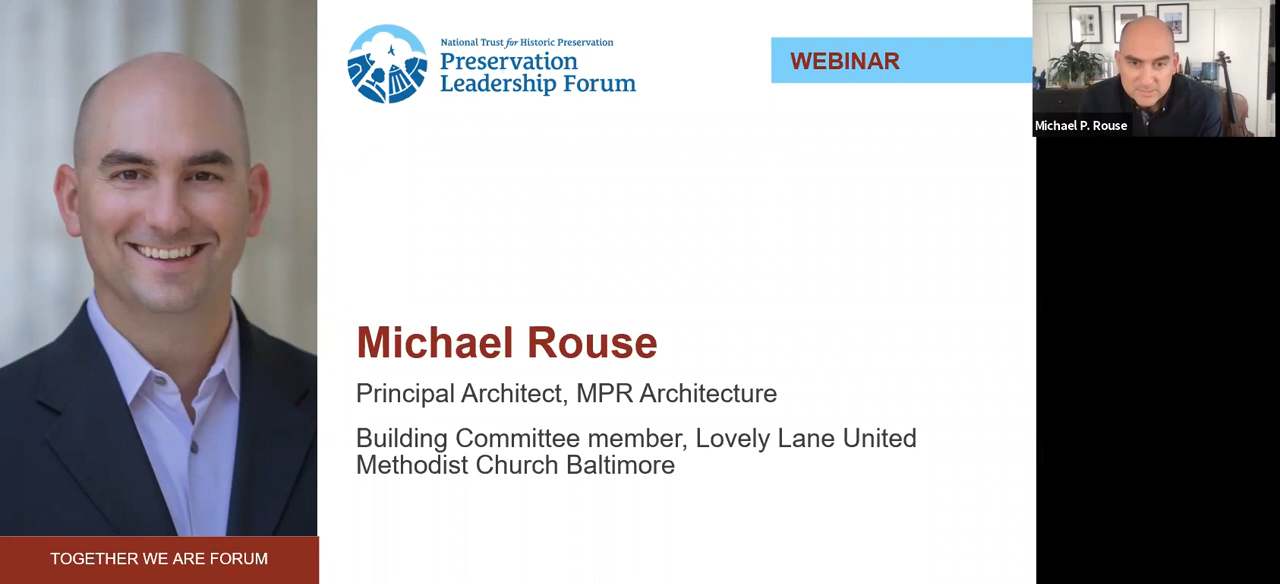 National Trust for Historic Preservation
Preservation
Leadership Forum
WEBINAR
Michael P. Rouse
Michael Rouse
Principal Architect, MPR Architecture
Building Committee member, Lovely Lane United
Methodist Church Baltimore
TOGETHER WE ARE FORUM